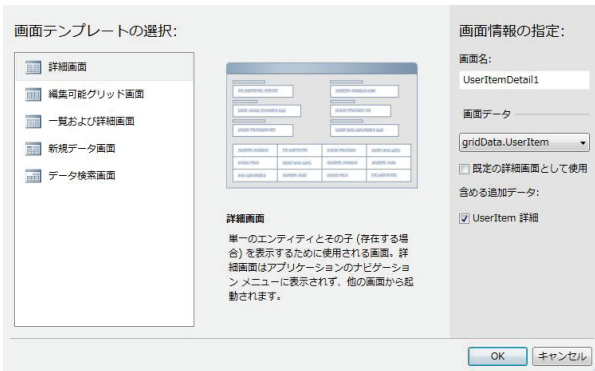 画面テンプレートの選択:
詳細画面
編集可能グリッド画面
一覧および詳細画面
新規データ画面
データ検索画面
詳細画面
単一のエンティティとその子 (存在する場
合) を表示するために使用される画面。詳
細画面はアプリケーションのナビゲーショ
ン メニューに表示されず、他の画面から起
動されます。
画面情報の指定:
画面名:
UserItemDetail1
画面データ
gridData.UserItem
既定の詳細画面として使用
含める追加データ:
UserItem 詳細
OK
キャンセル